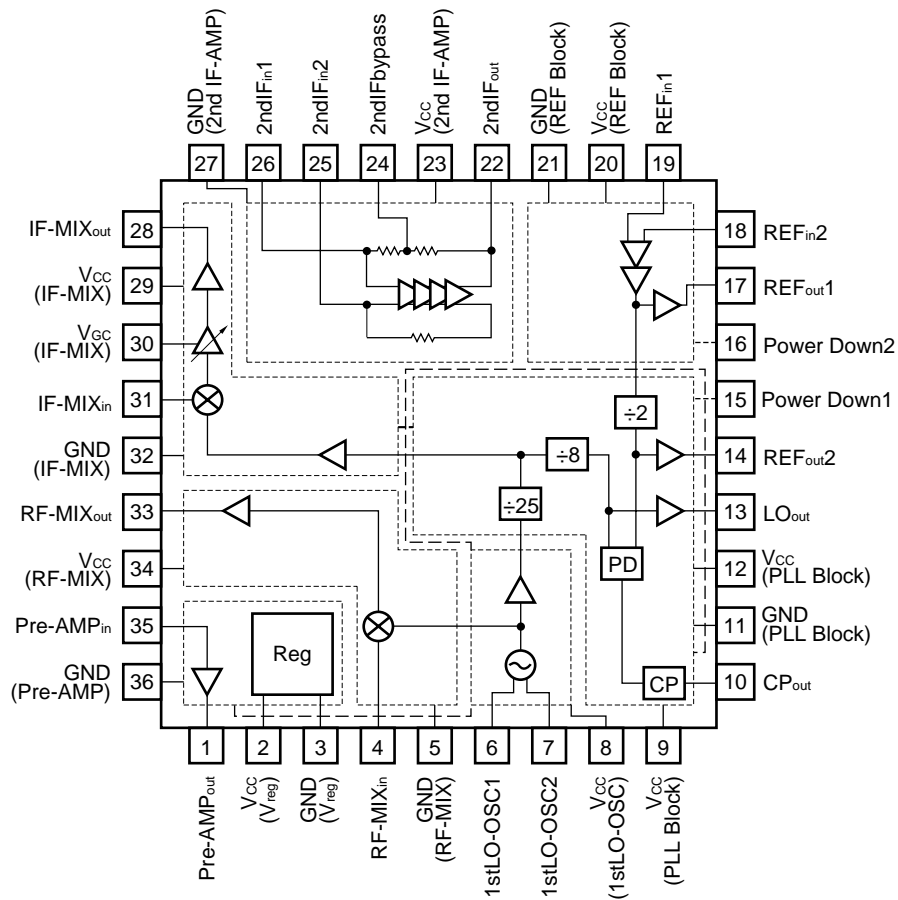 GND
(2nd IF-AMP)
2ndIFin1
2ndIFin2
2ndIFbypass
VCC
(2nd IF-AMP)
2ndIFout
GND
(REF Block)
VCC
(REF Block)
REFin1
27
26
25
24
23
22
21
20
19
IF-MIXout
28
VCC
(IF-MIX)
29
VGC
(IF-MIX)
30
IF-MIXin
31
GND
(IF-MIX)
32
RF-MIXout
33
VCC
(RF-MIX)
34
Pre-AMPin
35
GND
(Pre-AMP)
36
18
REFin2
17
REFout1
16
Power Down2
15
Power Down1
14
REFout2
13
LOout
12
VCC
(PLL Block)
11
GND
(PLL Block)
10
CPout
÷2
÷8
÷25
PD
Reg
CP
1
2
3
4
5
6
7
8
9
Pre-AMPout
VCC
(Vreg)
GND
(Vreg)
RF-MIXin
GND
(RF-MIX)
1stLO-OSC1
1stLO-OSC2
VCC
(1stLO-OSC)
VCC
(PLL Block)